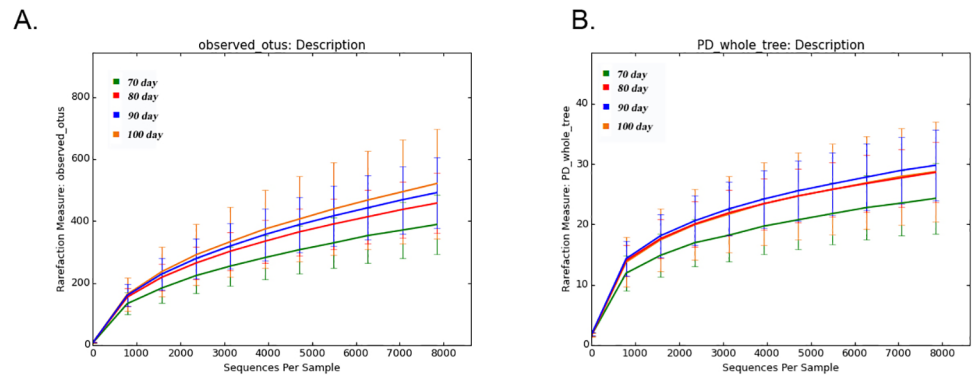 A.
observed_otus: Description
Rarefaction Measure: observed_otus
800
600
400
200
0
70 day
80 day
90 day
100 day
0 1000 2000 3000 4000 5000 6000 7000 8000
Sequences Per Sample
B.
PD_whole_tree: Description
Rarefaction Measure: PD_whole_tree
40
30
20
10
0
70 day
80 day
90 day
100 day
0 1000 2000 3000 4000 5000 6000 7000 8000
Sequences Per Sample